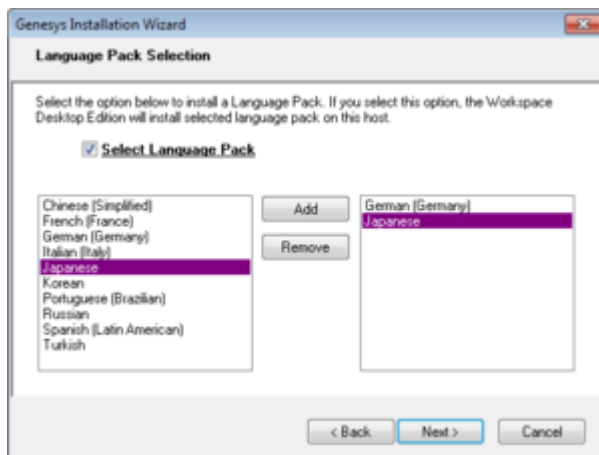 Genesys Installation Wizard
Language Pack Selection
Select the option below to install a Language Pack. If you select this option, the Workspace
Desktop Edition will install selected language pack on this host.
Select Language Pack
Chinese (Simplified)
French (France)
German (Germany)
Italian (Italy)
Japanese
Korean
Portuguese (Brazilian)
Russian
Spanish (Latin American)
Turkish
Add
Remove
German (Germany)
Japanese
< Back
Next >
Cancel